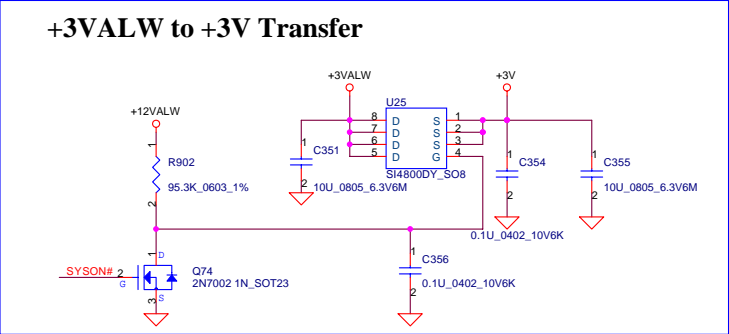 +3VALW to +3V Transfer
+3VALW
+3V
+12VALW
U25
8 D S 1
7 D S 2
6 D S 3
5 D G 4
SI4800DY_SO8
1
C351
2
10U_0805_6.3V6M
1
C354
2
0.1U_0402_10V6K
1
C355
2
10U_0805_6.3V6M
1
R902
95.3K_0603_1%
2
1
C356
0.1U_0402_10V6K
2
SYSON# 2
G
1
D
Q74
2N7002 1N_SOT23
3
S